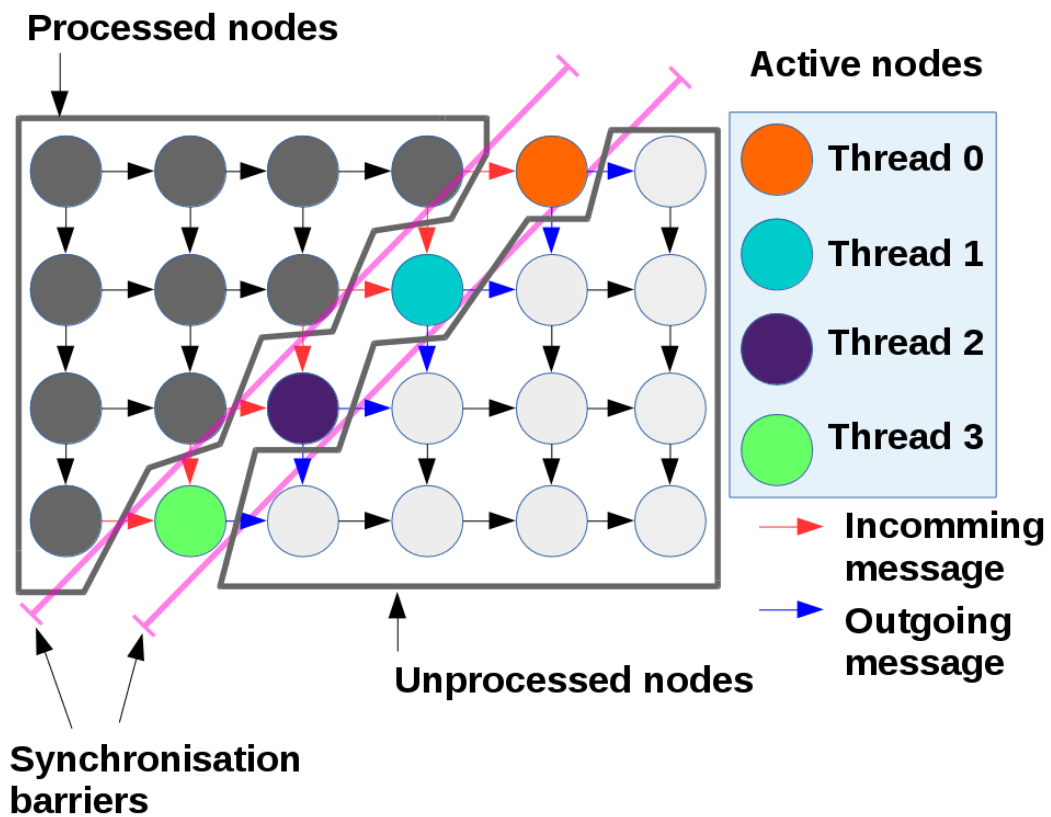 Processed nodes
Active nodes
Thread 0
Thread 1
Thread 2
Thread 3
Incomming
message
Outgoing
message
Unprocessed nodes
Synchronisation
barriers